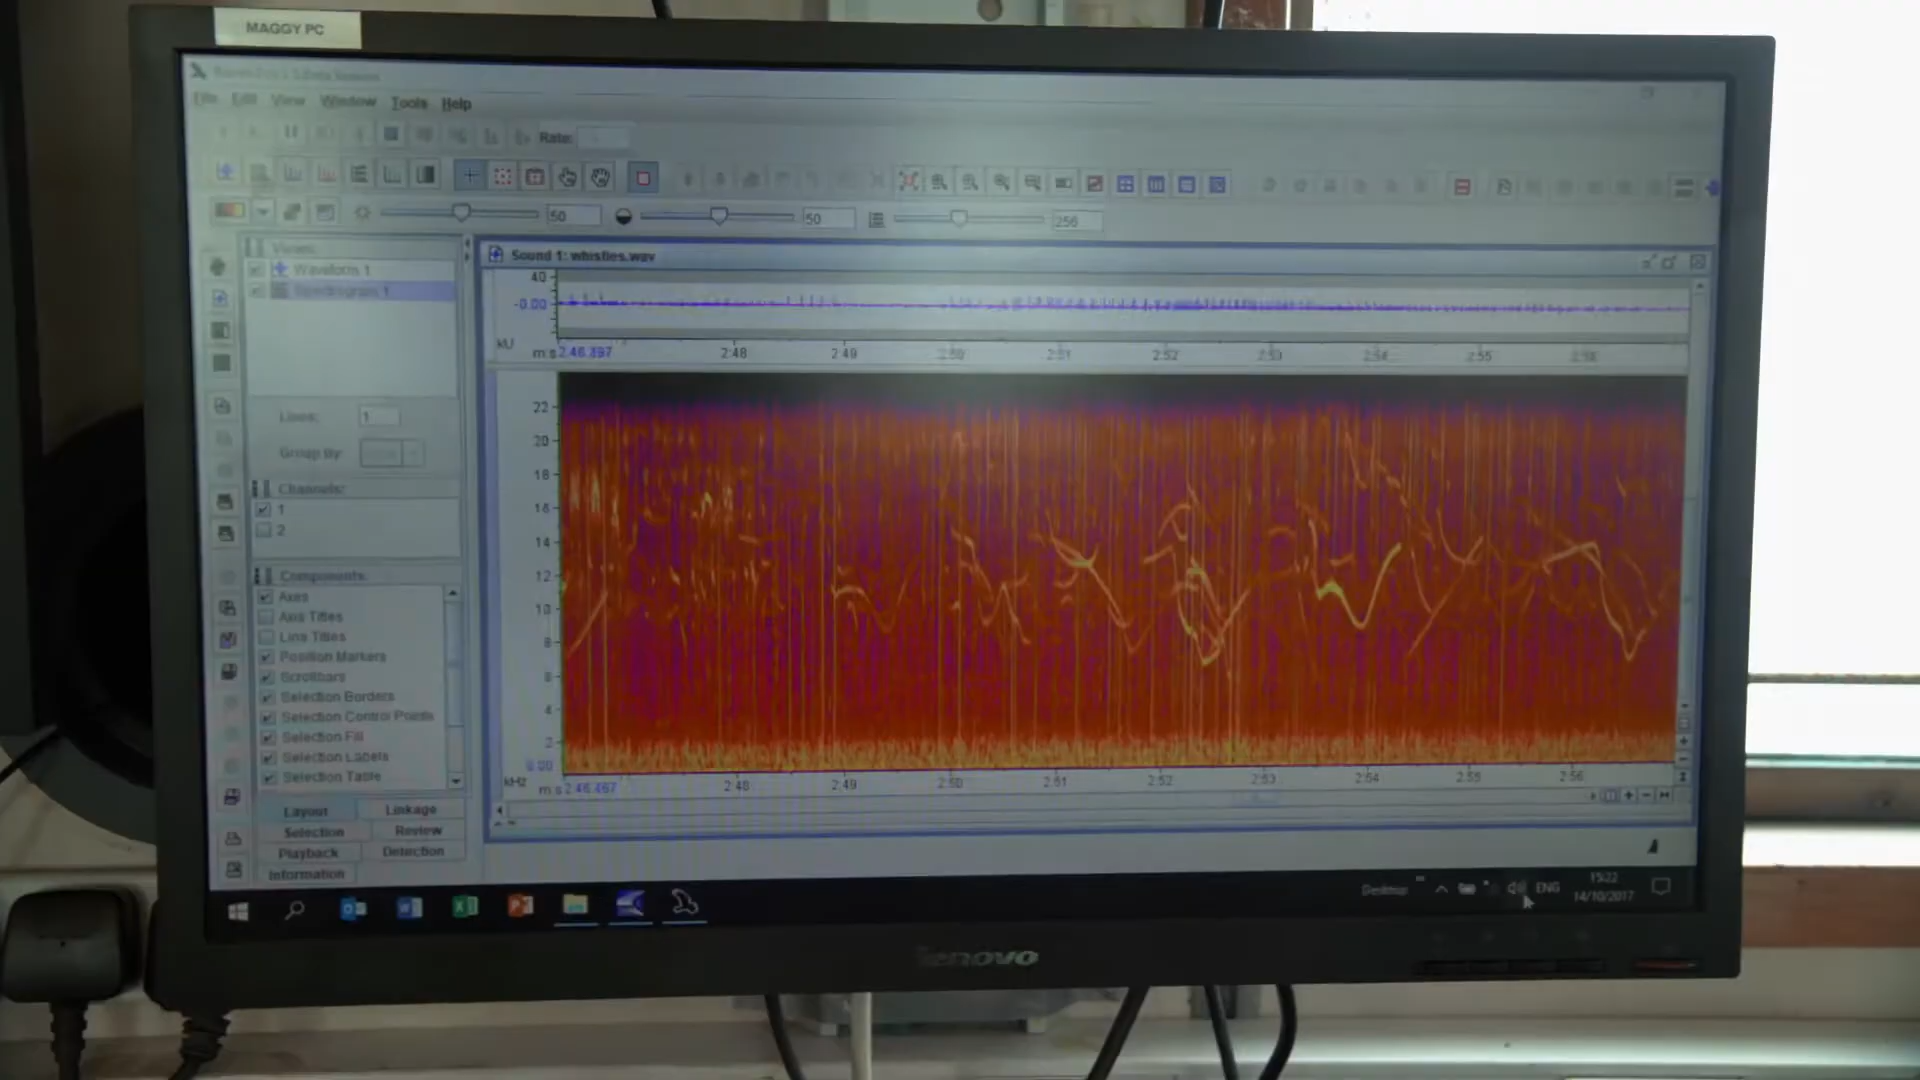 MAGGY PC
File Edit View Window Tools Help
Rate:
50
50
256
Views:
Waveform 1
Spectrogram 1
Lines: 1
Group By:
Channels:
1
2
Components:
Axes
Axis Titles
Line Titles
Position Markers
Scrollbars
Selection Borders
Selection Control Points
Selection Fill
Selection Labels
Selection Table
Layout Linkage
Selection Review
Playback Detection
Information
Sound 1: whistles.wav
40
-0.00
kU
m:s 2:46.897 2:48 2:49 2:50 2:51 2:52 2:53 2:54 2:55 2:56
22
20
18
16
14
12
10
8
6
4
2
0.00
kHz
m:s 2:46.467 2:48 2:49 2:50 2:51 2:52 2:53 2:54 2:55 2:56
Desktop
ENG
15:22
14/10/2017
lenovo